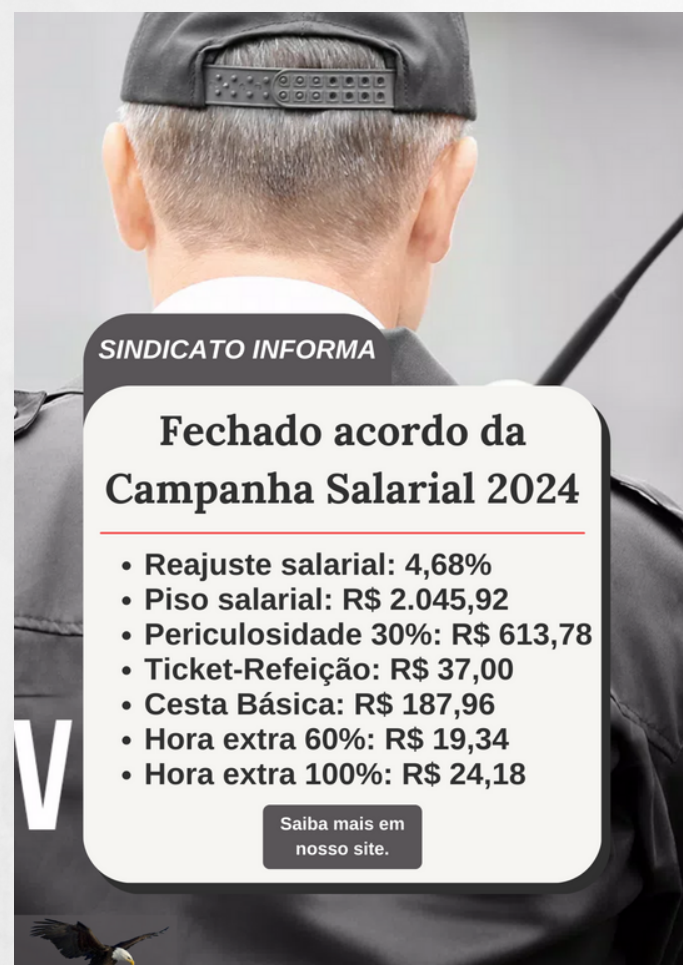 SINDICATO INFORMA
Fechado acordo da
Campanha Salarial 2024
• Reajuste salarial: 4,68%
• Piso salarial: R$ 2.045,92
• Periculosidade 30%: R$ 613,78
• Ticket-Refeição: R$ 37,00
• Cesta Básica: R$ 187,96
• Hora extra 60%: R$ 19,34
• Hora extra 100%: R$ 24,18
V
Saiba mais em
nosso site.